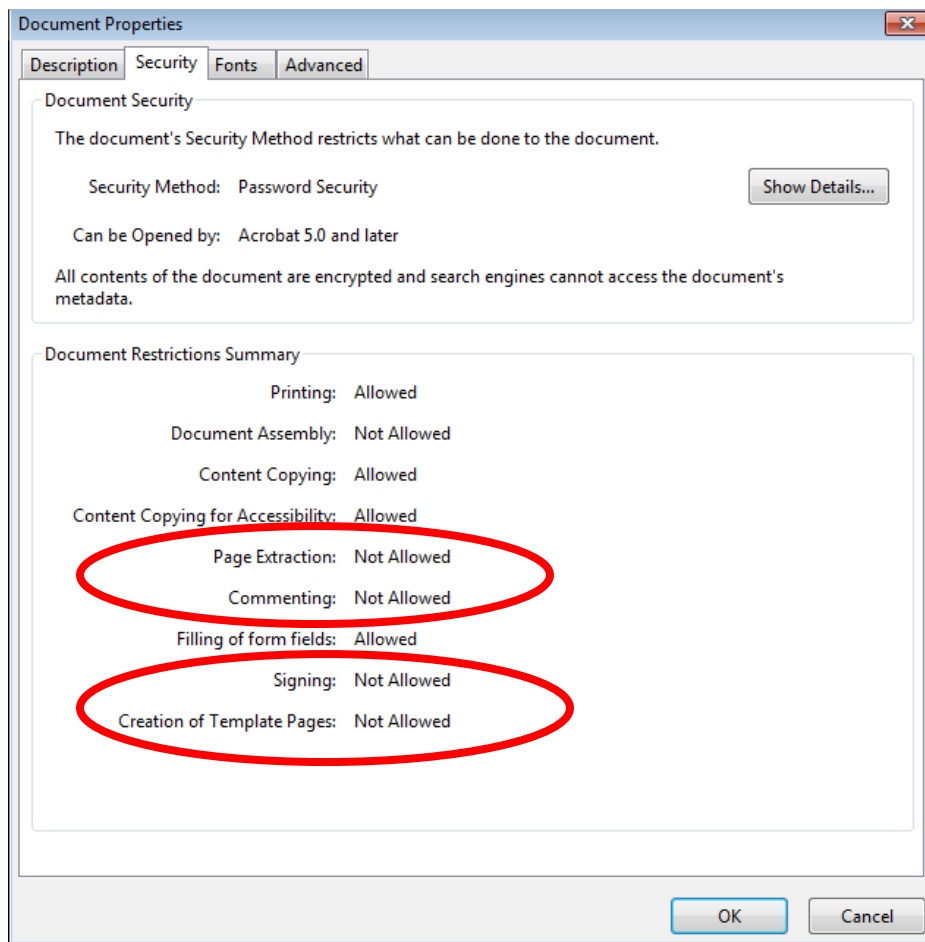 Document Properties
Description Security Fonts Advanced
Document Security
The document's Security Method restricts what can be done to the document.
Security Method: Password Security Show Details...
Can be Opened by: Acrobat 5.0 and later
All contents of the document are encrypted and search engines cannot access the document's
metadata.
Document Restrictions Summary
Printing: Allowed
Document Assembly: Not Allowed
Content Copying: Allowed
Content Copying for Accessibility: Allowed
Page Extraction: Not Allowed
Commenting: Not Allowed
Filling of form fields: Allowed
Signing: Not Allowed
Creation of Template Pages: Not Allowed
OK Cancel